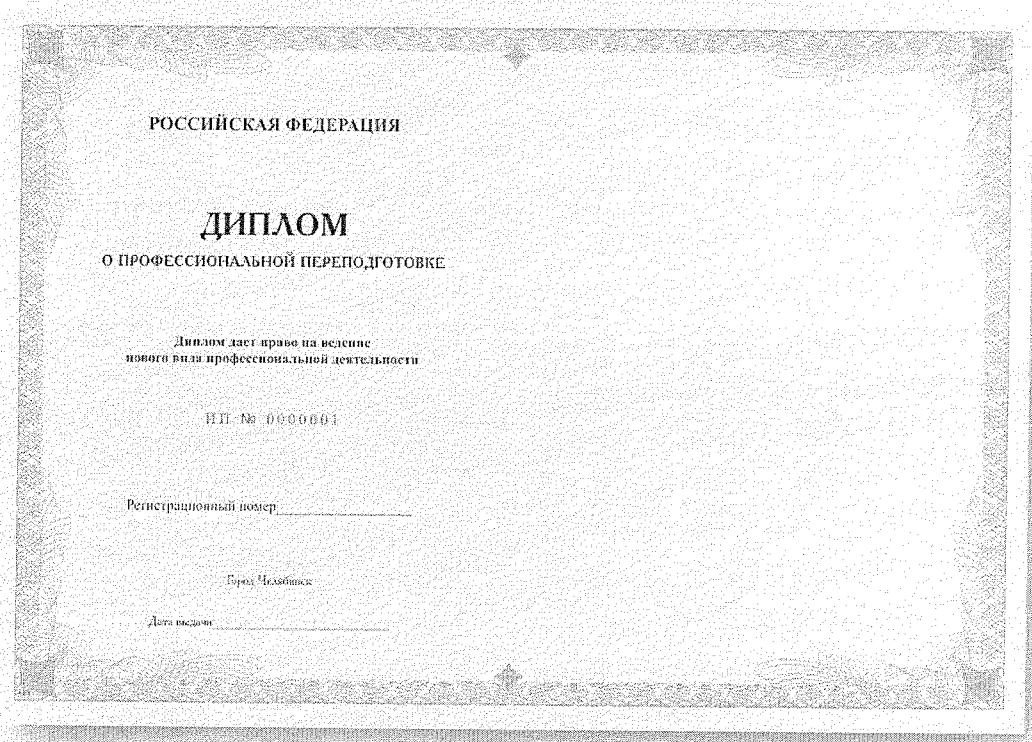 РОССИЙСКАЯ ФЕДЕРАЦИЯ
ДИПЛОМ
О ПРОФЕССИОНАЛЬНОЙ ПЕРЕПОДГОТОВКЕ
Диплом дает право на ведение
нового вида профессиональной деятельности
ПП № 0000001
Регистрационный номер
Город Челябинск
Дата выдачи